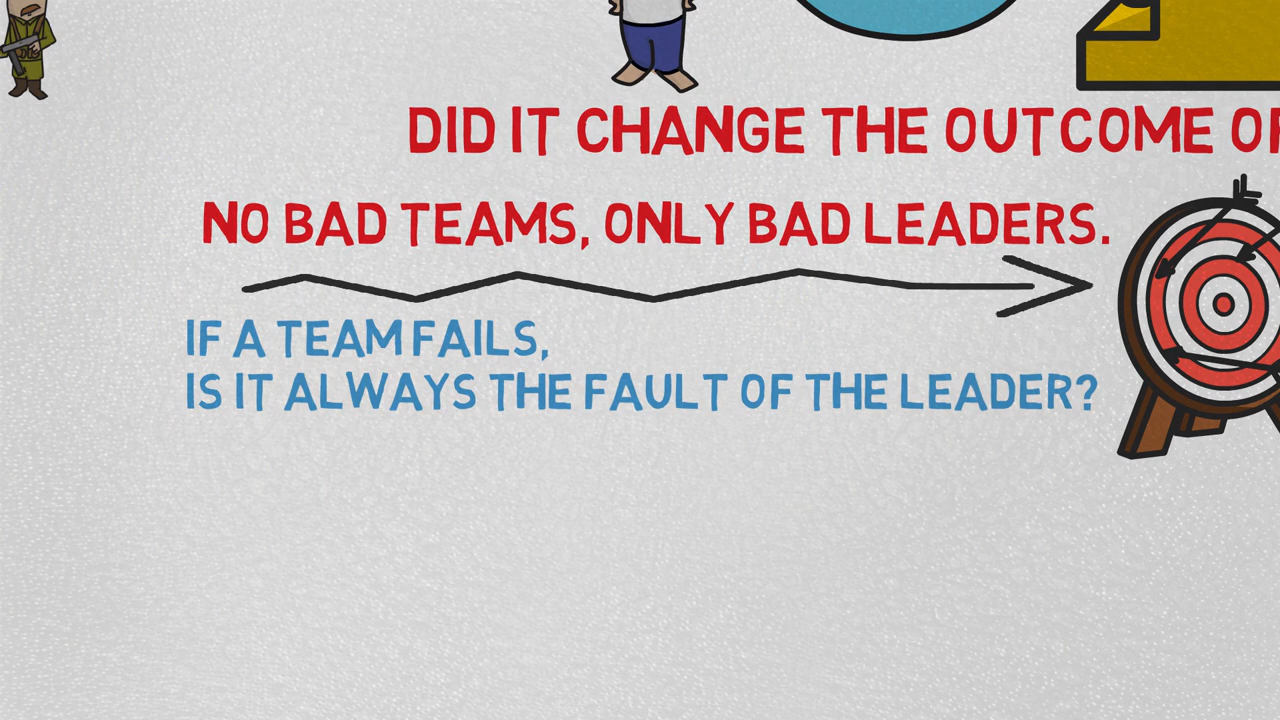 DID IT CHANGE THE OUTCOME
NO BAD TEAMS, ONLY BAD LEADERS.
IF A TEAM FAILS,
IS IT ALWAYS THE FAULT OF THE LEADER?